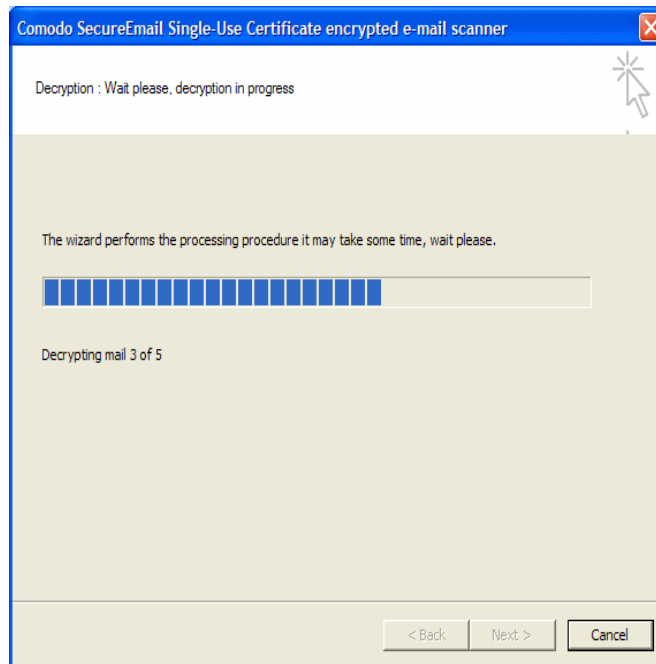 Comodo SecureEmail Single-Use Certificate encrypted e-mail scanner
Decryption : Wait please, decryption in progress
The wizard performs the processing procedure it may take some time, wait please.
Decrypting mail 3 of 5
< Back Next > Cancel